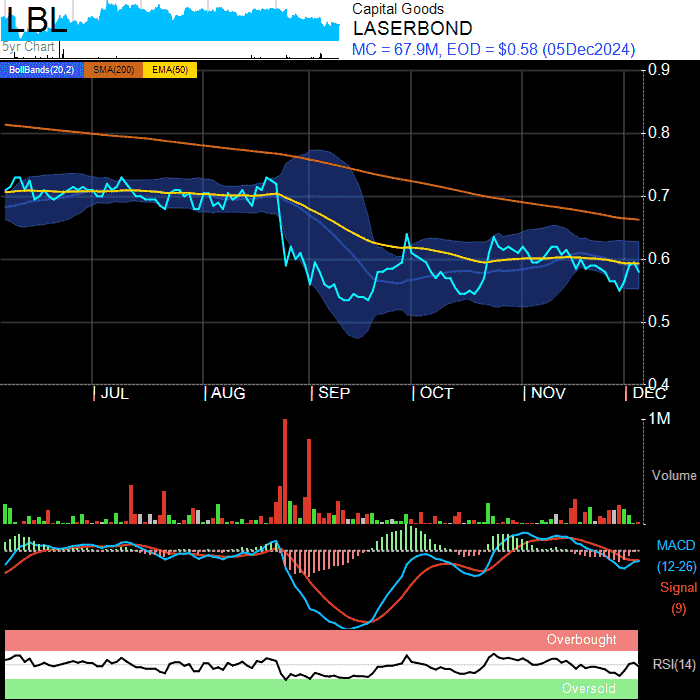 LBL
5yr Chart
Capital Goods
LASERBOND
MC = 67.9M, EOD = $0.58 (05Dec2024)
BollBands(20,2) SMA(200) EMA(50)
0.9
0.8
0.7
0.6
0.5
0.4
JUL AUG SEP OCT NOV DEC
1M
Volume
MACD
(12-26)
Signal
(9)
Overbought
RSI(14)
Oversold